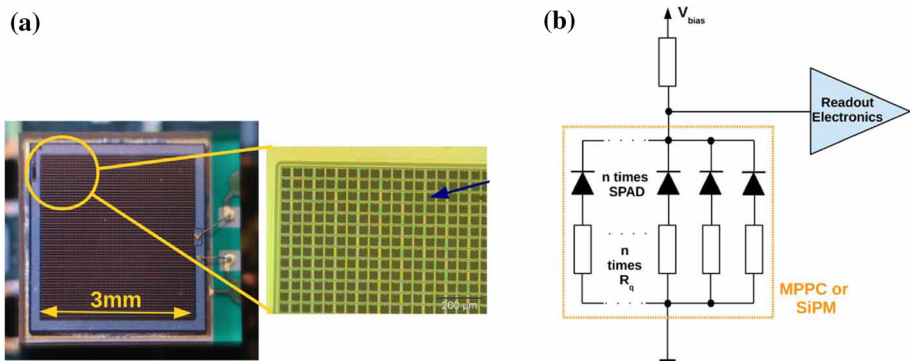 (a)
3mm
200 μm
(b)
V_bias
Readout
Electronics
n times
SPAD
n
times
R_q
MPPC or
SiPM